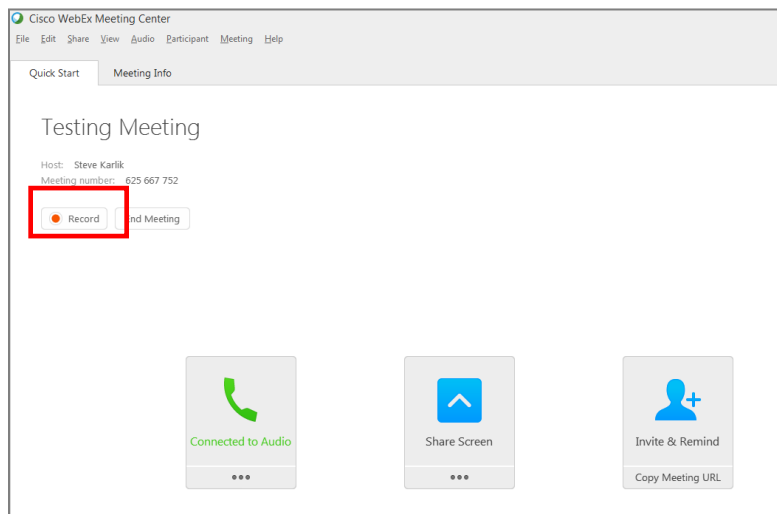 Cisco WebEx Meeting Center
File Edit Share View Audio Participant Meeting Help
Quick Start Meeting Info
Testing Meeting
Host: Steve Karlik
Meeting number: 625 667 752
Record nd Meeting
Connected to Audio Share Screen Invite & Remind
Copy Meeting URL